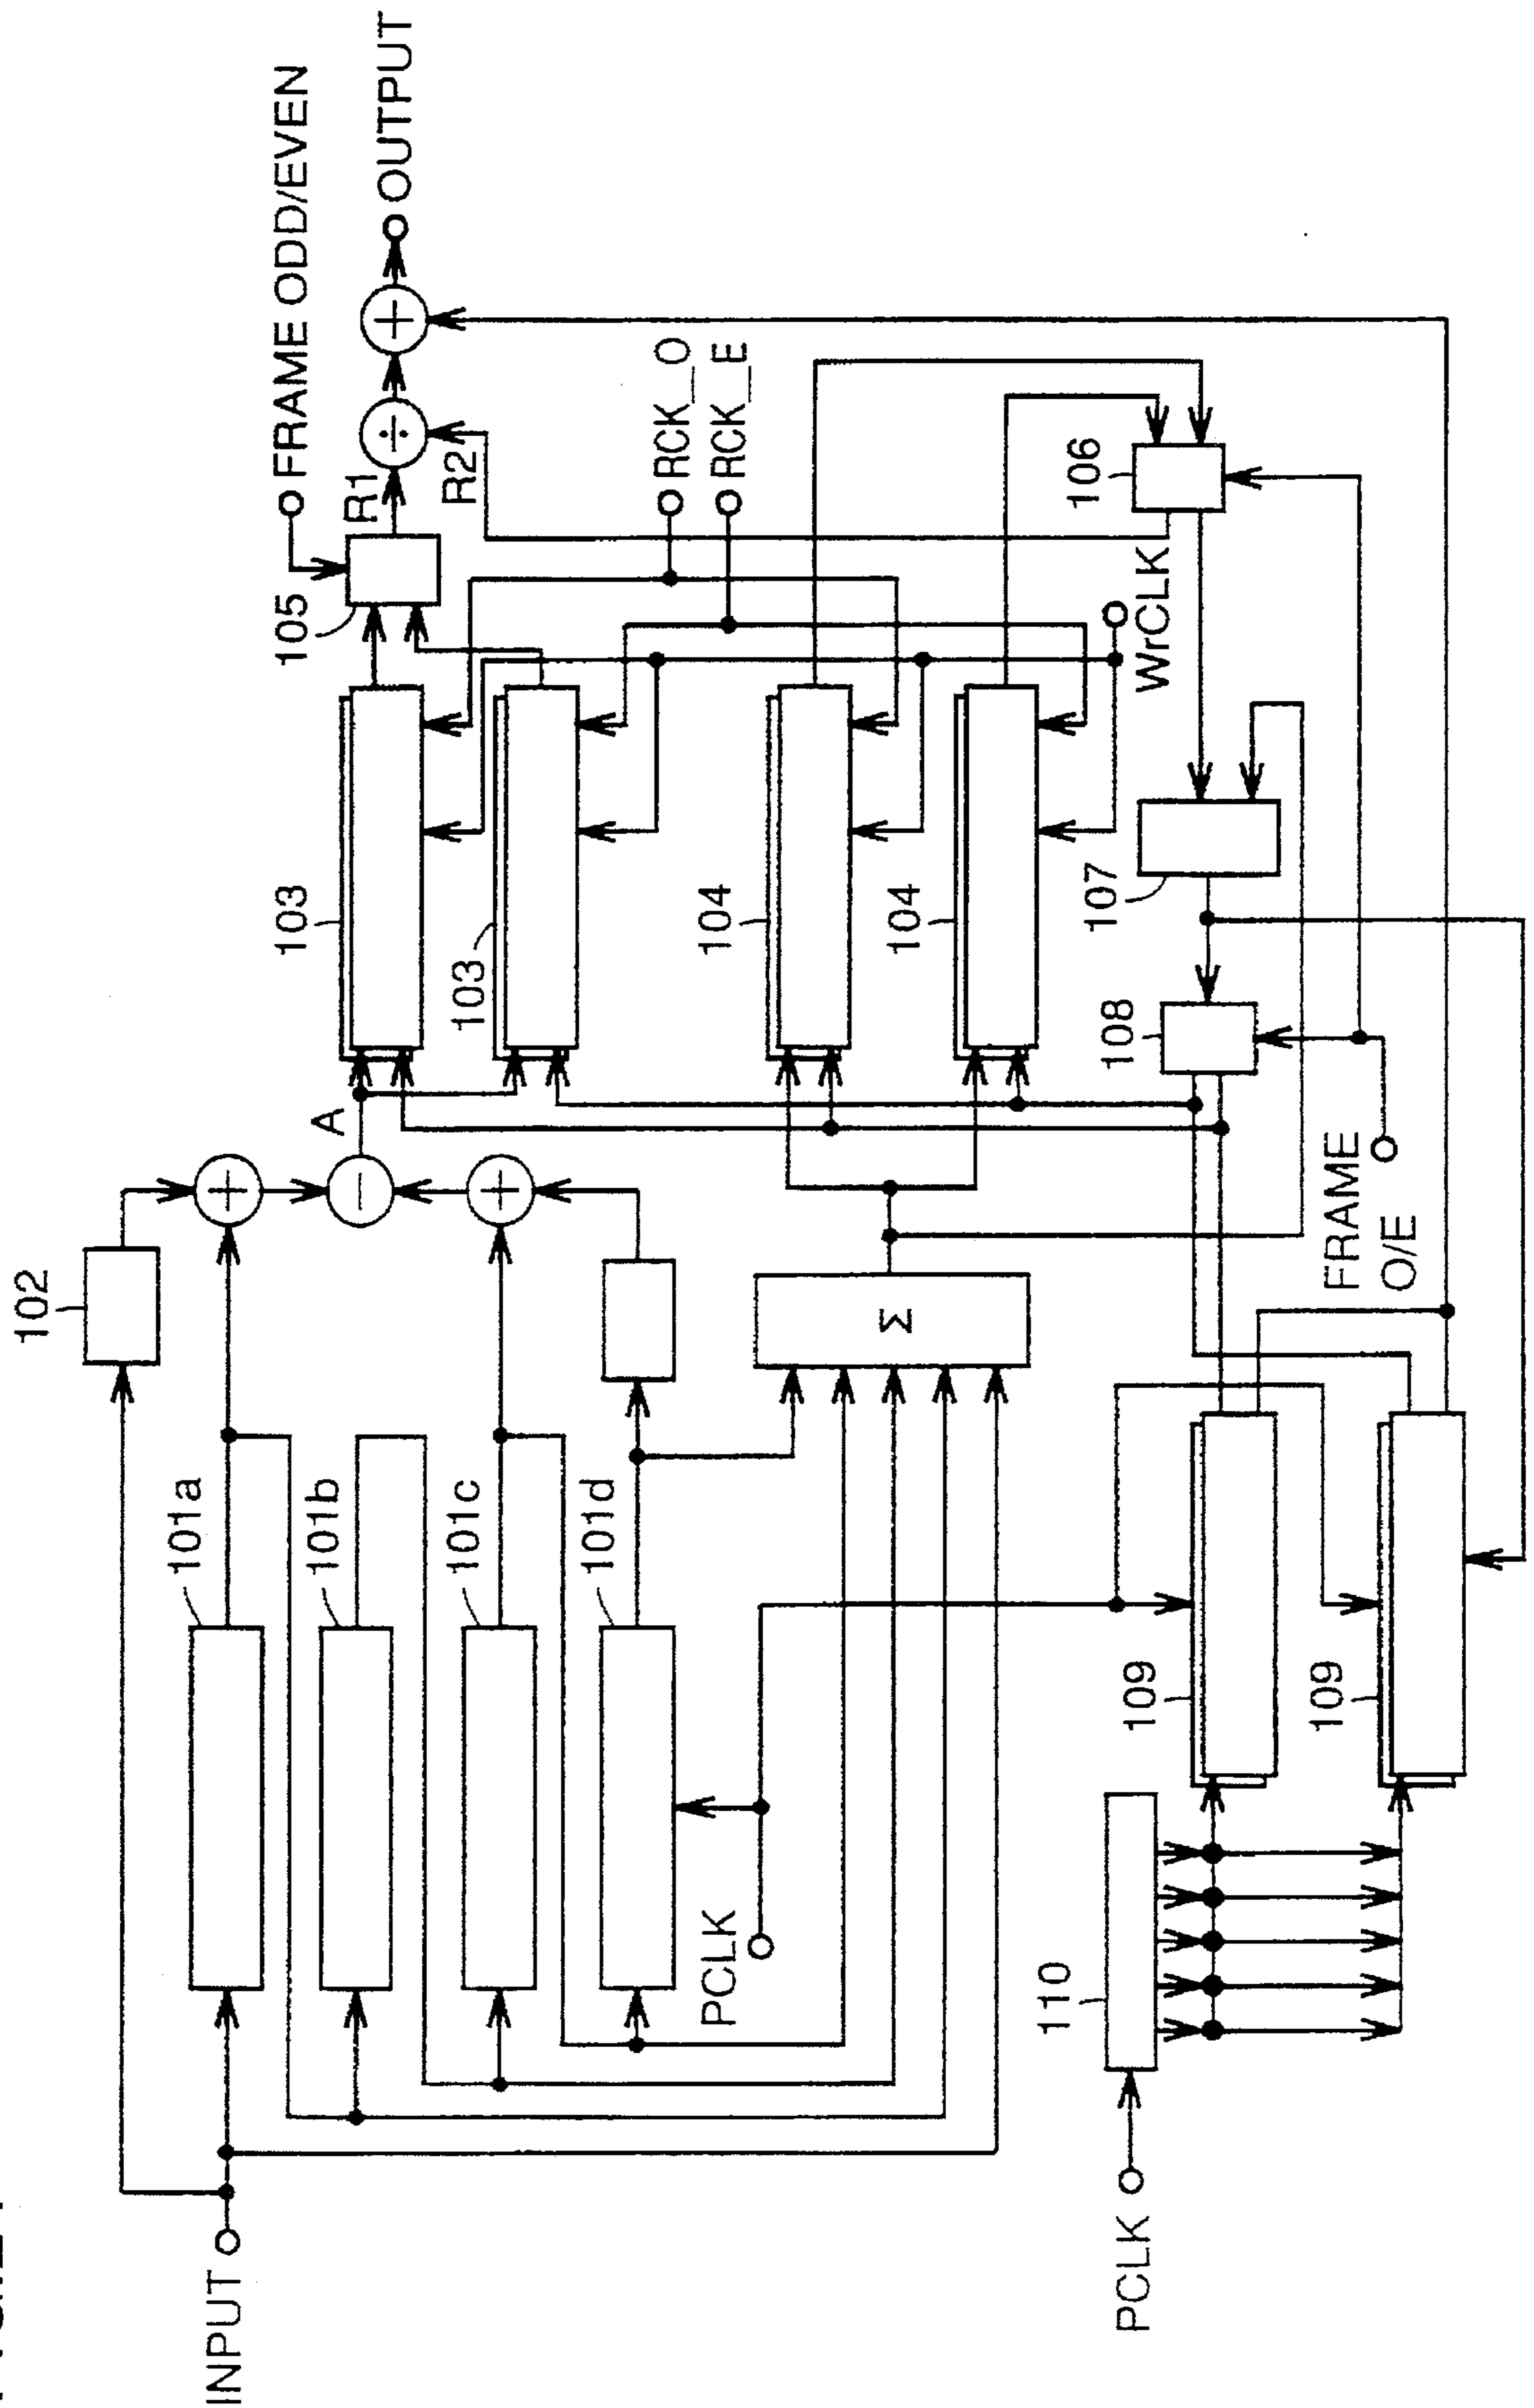 FRAME ODD/EVEN
OUTPUT
R1
R2
105
RCK_O
RCK_E
106
WrCLK
103
103
104
104
107
108
A
102
Σ
FRAME
O/E
101a
101b
101c
101d
PCLK
109
109
110
INPUT
PCLK